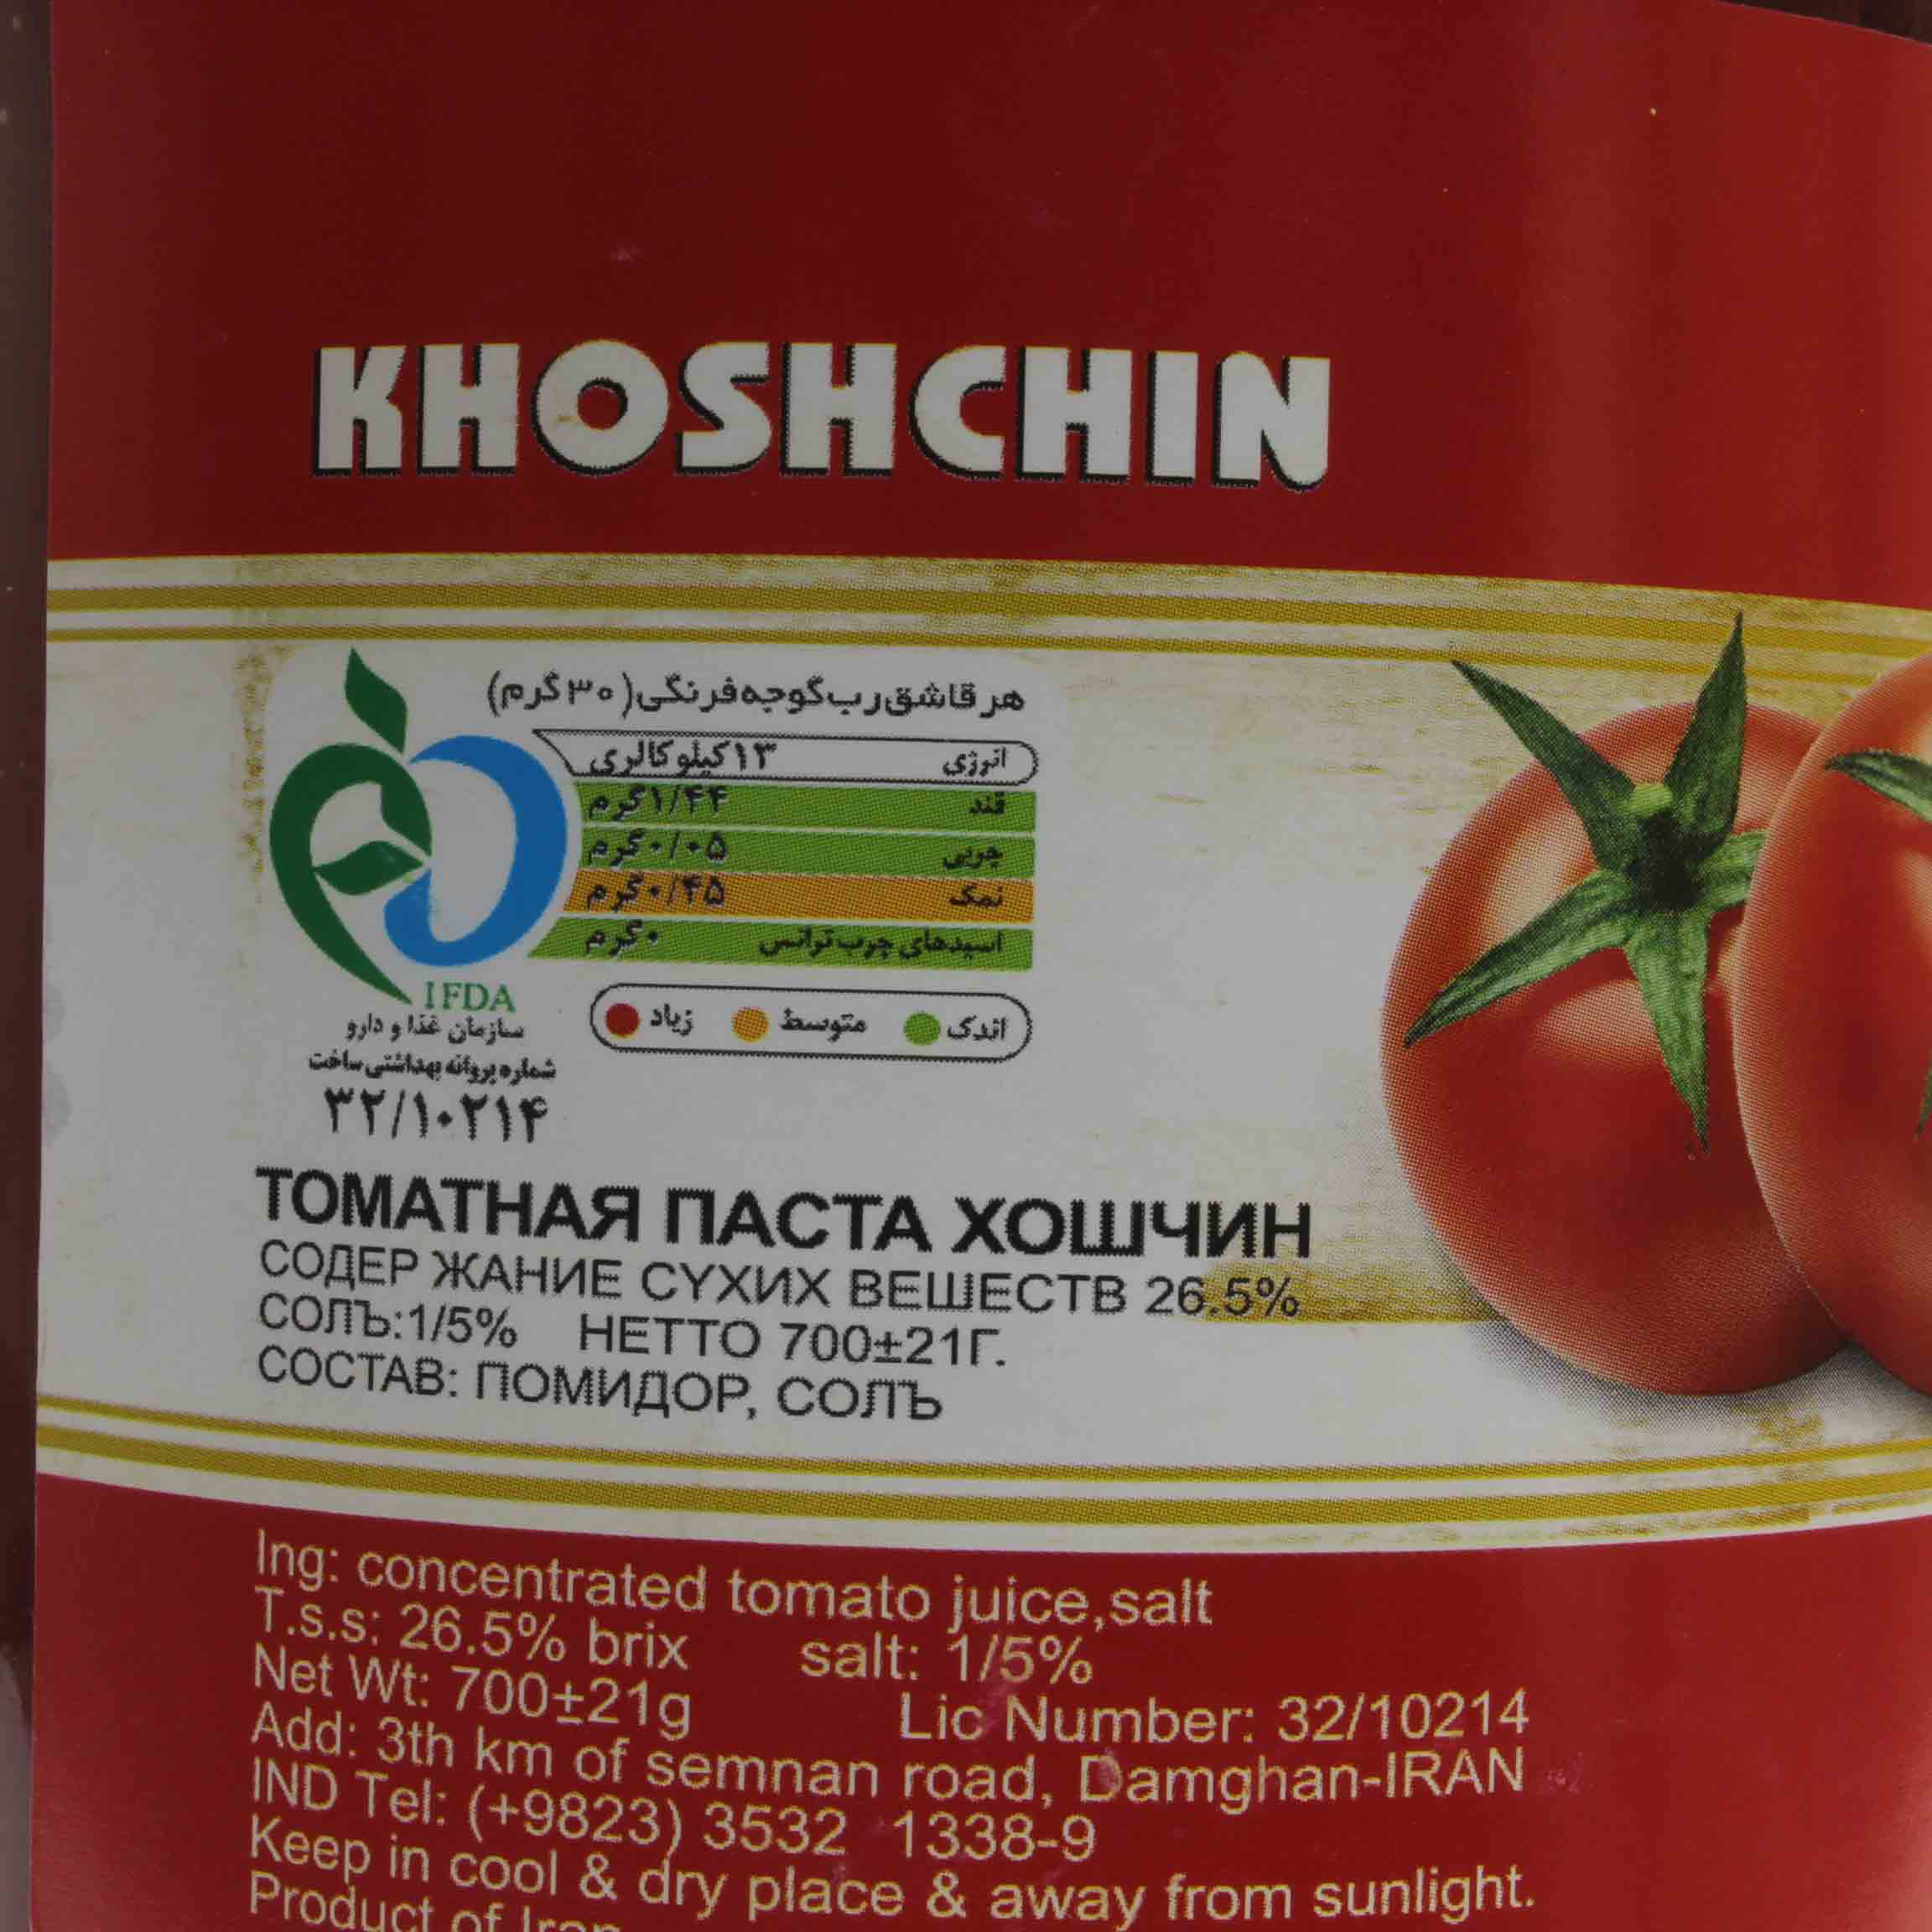 KHOSHCHIN
هر قاشق رب گوجه فرنگی (۳۰ گرم)
انرژی ۱۳ کیلو کالری
قند ۱/۴۴ گرم
چربی ۰/۰۵ گرم
نمک ۰/۴۵ گرم
اسیدهای چرب ترانس ۰ گرم
اندک متوسط زیاد
IFDA
سازمان غذا و دارو
شماره پروانه بهداشتی ساخت
۳۲/۱۰۲۱۴
ТОМАТНАЯ ПАСТА ХОШЧИН
СОДЕР ЖАНИЕ СУХИХ ВЕШЕСТВ 26.5%
СОЛЪ:1/5% НЕТТО 700±21Г.
СОСТАВ: ПОМИДОР, СОЛЪ
Ing: concentrated tomato juice,salt
T.s.s: 26.5% brix salt: 1/5%
Net Wt: 700±21g Lic Number: 32/10214
Add: 3th km of semnan road, Damghan-IRAN
IND Tel: (+9823) 3532 1338-9
Keep in cool & dry place & away from sunlight.
Product of Iran